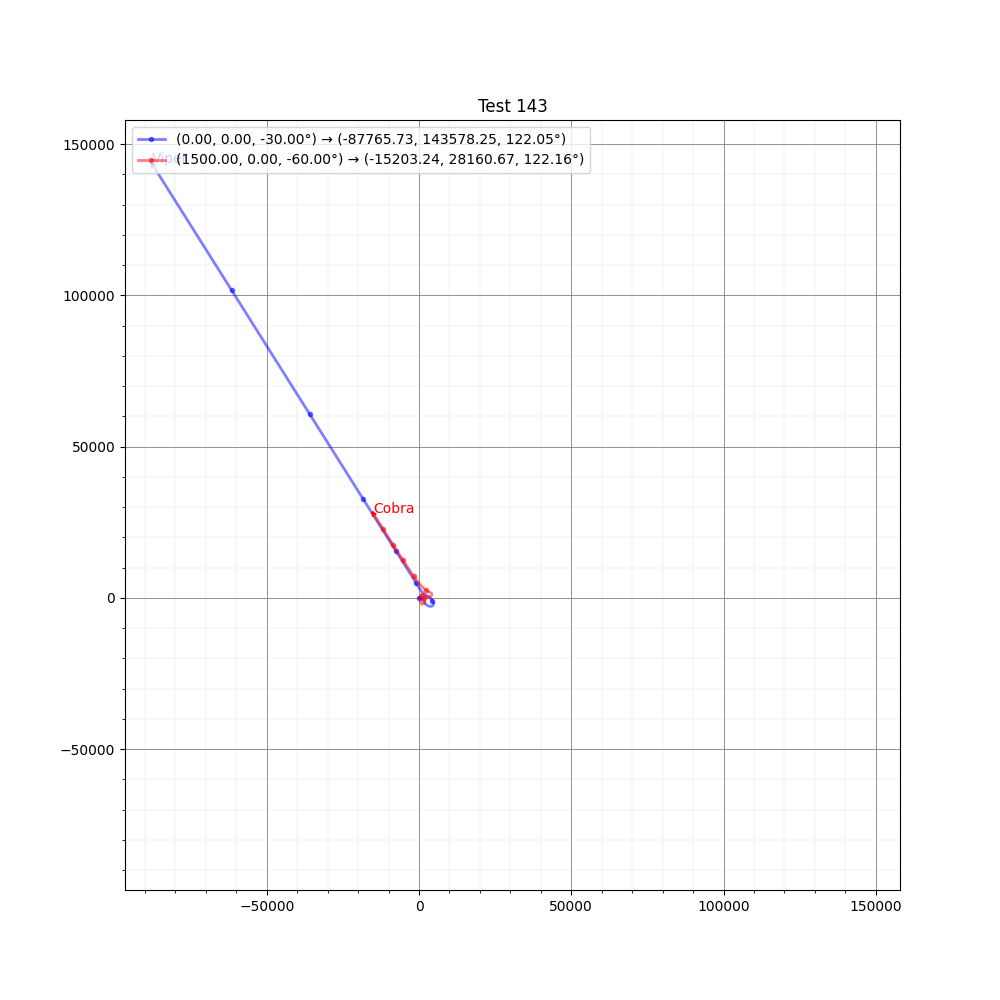 Test 143
(0.00, 0.00, -30.00°) → (-87765.73, 143578.25, 122.05°)
(1500.00, 0.00, -60.00°) → (-15203.24, 28160.67, 122.16°)
Viper
Cobra
150000
100000
50000
0
−50000
−50000
0
50000
100000
150000